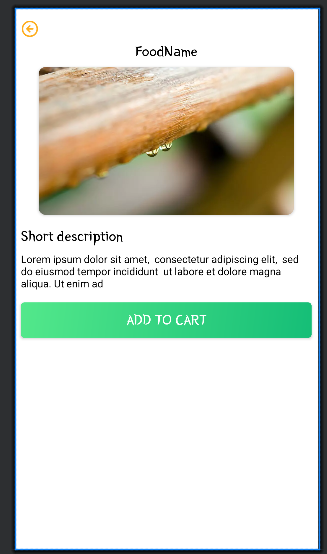 FoodName
Short description
Lorem ipsum dolor sit amet, consectetur adipiscing elit, sed
do eiusmod tempor incididunt ut labore et dolore magna
aliqua. Ut enim ad
ADD TO CART